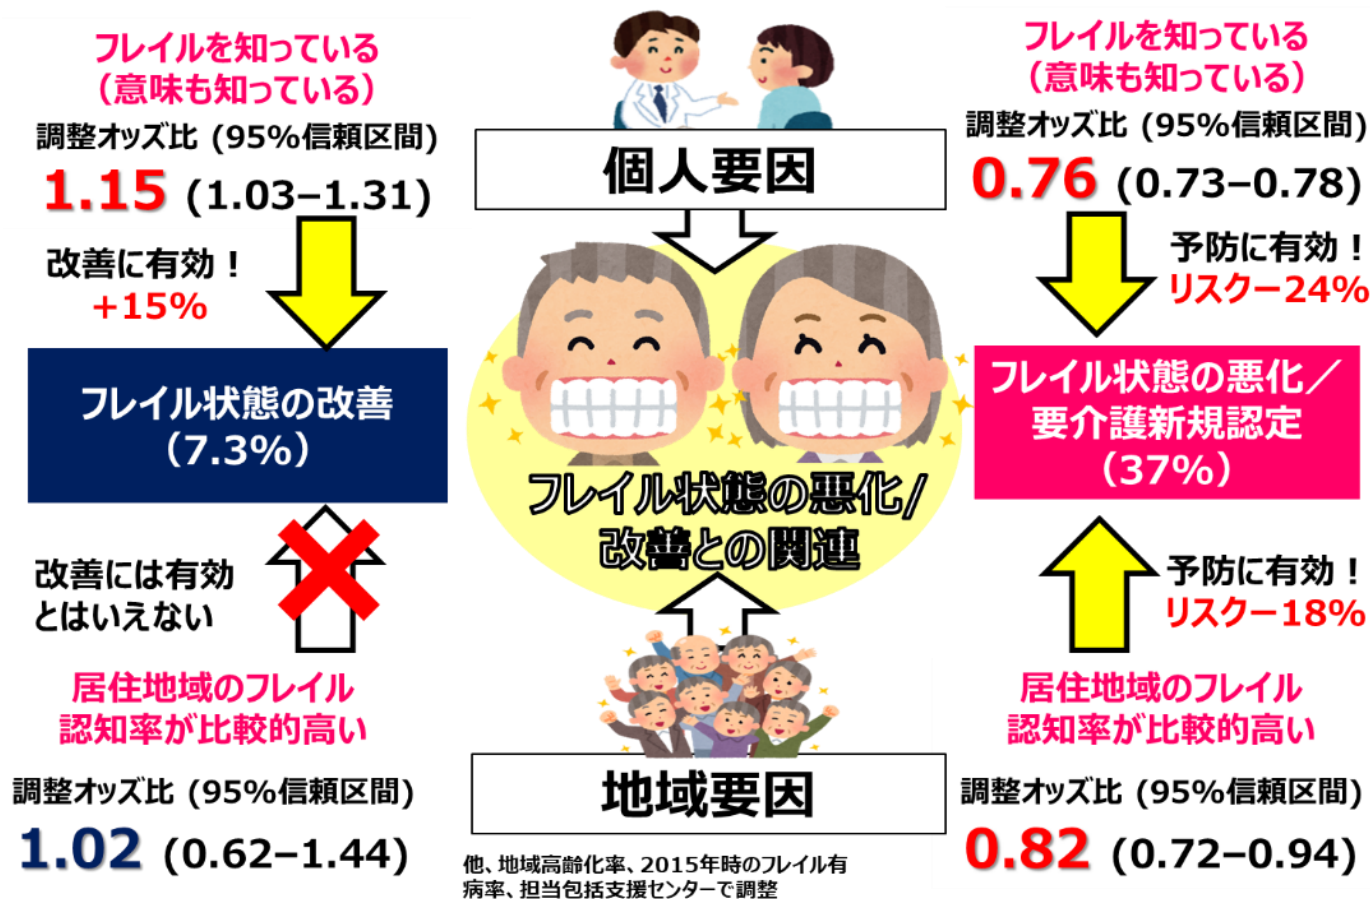 フレイルを知っている
（意味も知っている）
調整オッズ比 (95%信頼区間)
1.15 (1.03–1.31)
改善に有効！
+15%
フレイル状態の改善
（7.3%）
改善には有効
とはいえない
居住地域のフレイル
認知率が比較的高い
調整オッズ比 (95%信頼区間)
1.02 (0.62–1.44)
個人要因
フレイル状態の悪化/
改善との関連
地域要因
他、地域高齢化率、2015年時のフレイル有
病率、担当包括支援センターで調整
フレイルを知っている
（意味も知っている）
調整オッズ比 (95%信頼区間)
0.76 (0.73–0.78)
予防に有効！
リスクー24%
フレイル状態の悪化／
要介護新規認定
（37%）
予防に有効！
リスクー18%
居住地域のフレイル
認知率が比較的高い
調整オッズ比 (95%信頼区間)
0.82 (0.72–0.94)